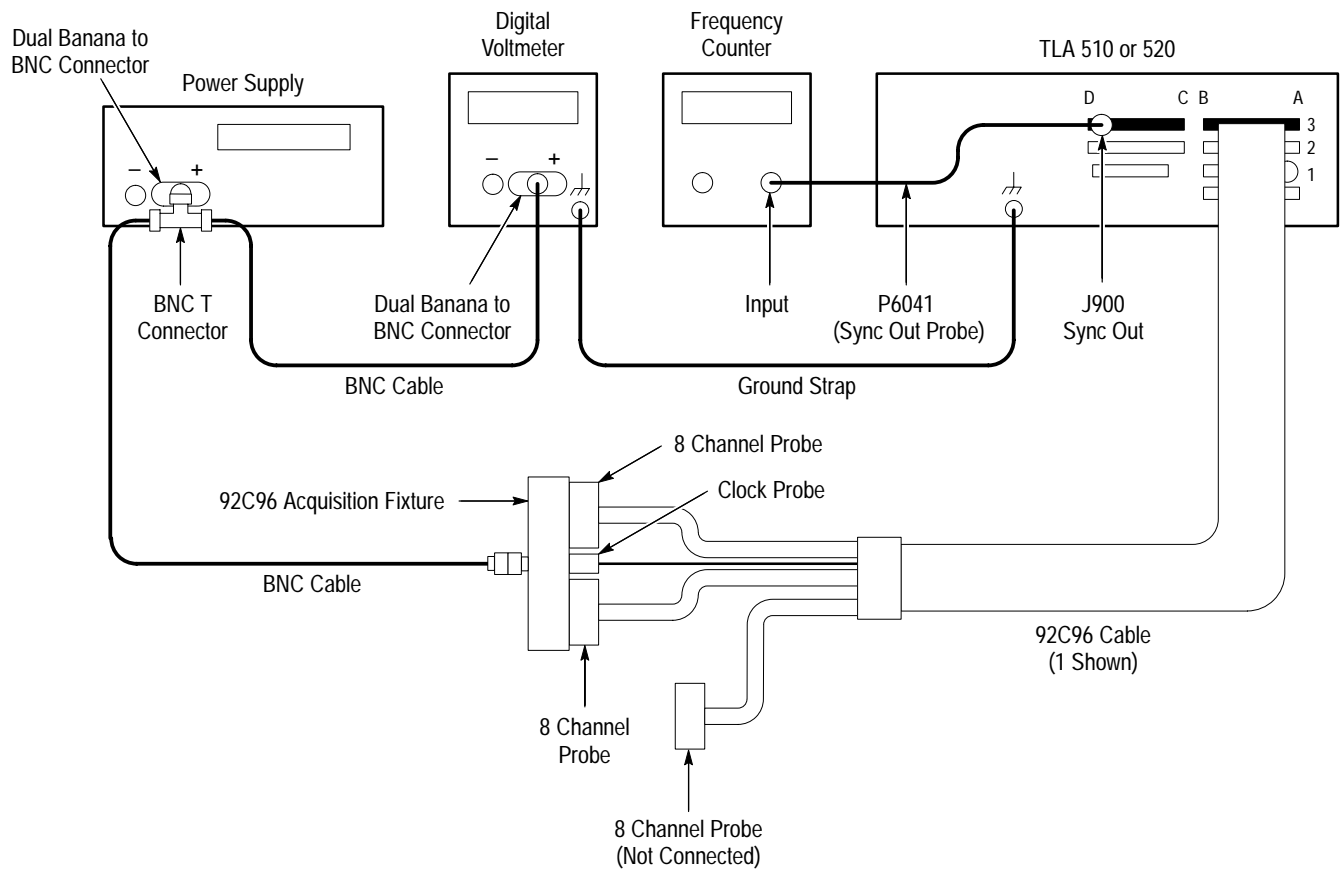 Digital
Voltmeter
Frequency
Counter
Dual Banana to
BNC Connector
TLA 510 or 520
Power Supply
D
C
B
A
3
2
1
–
+
–
+
BNC T
Connector
Dual Banana to
BNC Connector
Input
P6041
(Sync Out Probe)
J900
Sync Out
BNC Cable
Ground Strap
8 Channel Probe
92C96 Acquisition Fixture
Clock Probe
BNC Cable
92C96 Cable
(1 Shown)
8 Channel
Probe
8 Channel Probe
(Not Connected)